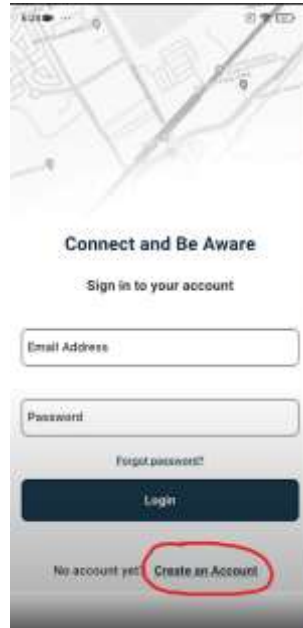 Connect and Be Aware
Sign in to your account
Email Address
Password
Forgot password?
Login
No account yet? Create an Account